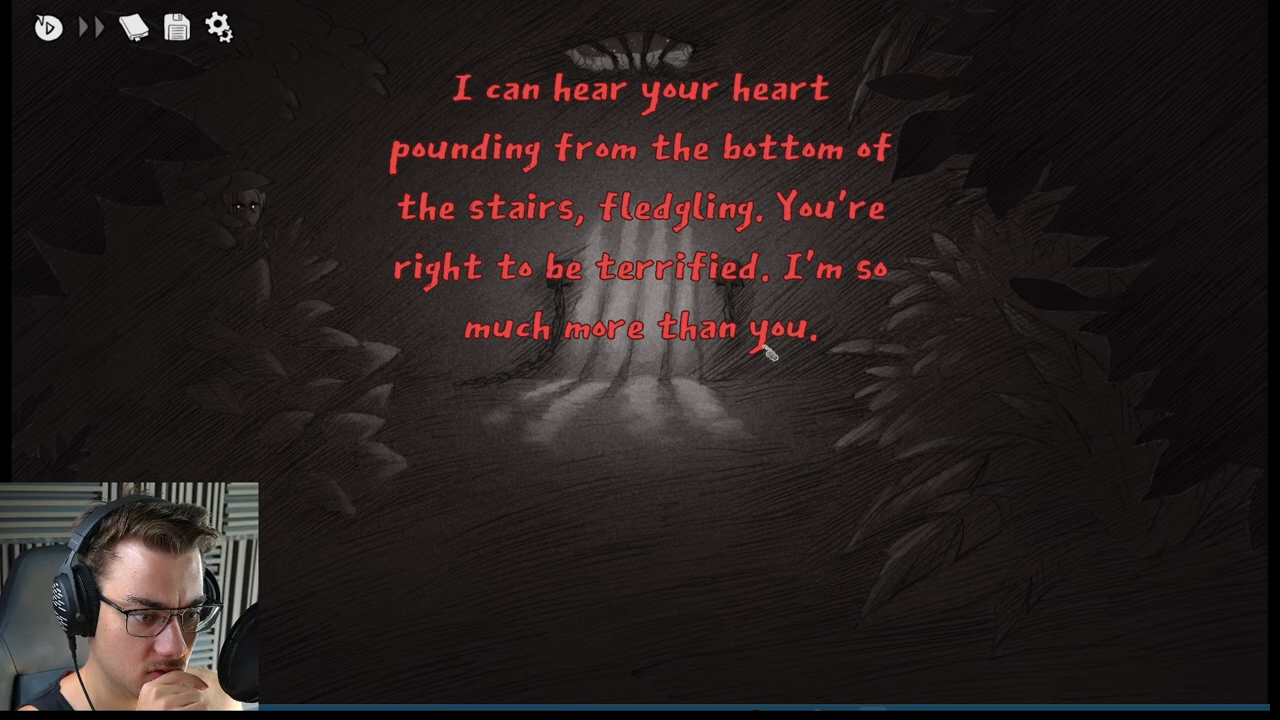 I can hear your heart
pounding from the bottom of
the stairs, fledgling. You're
right to be terrified. I'm so
much more than you.